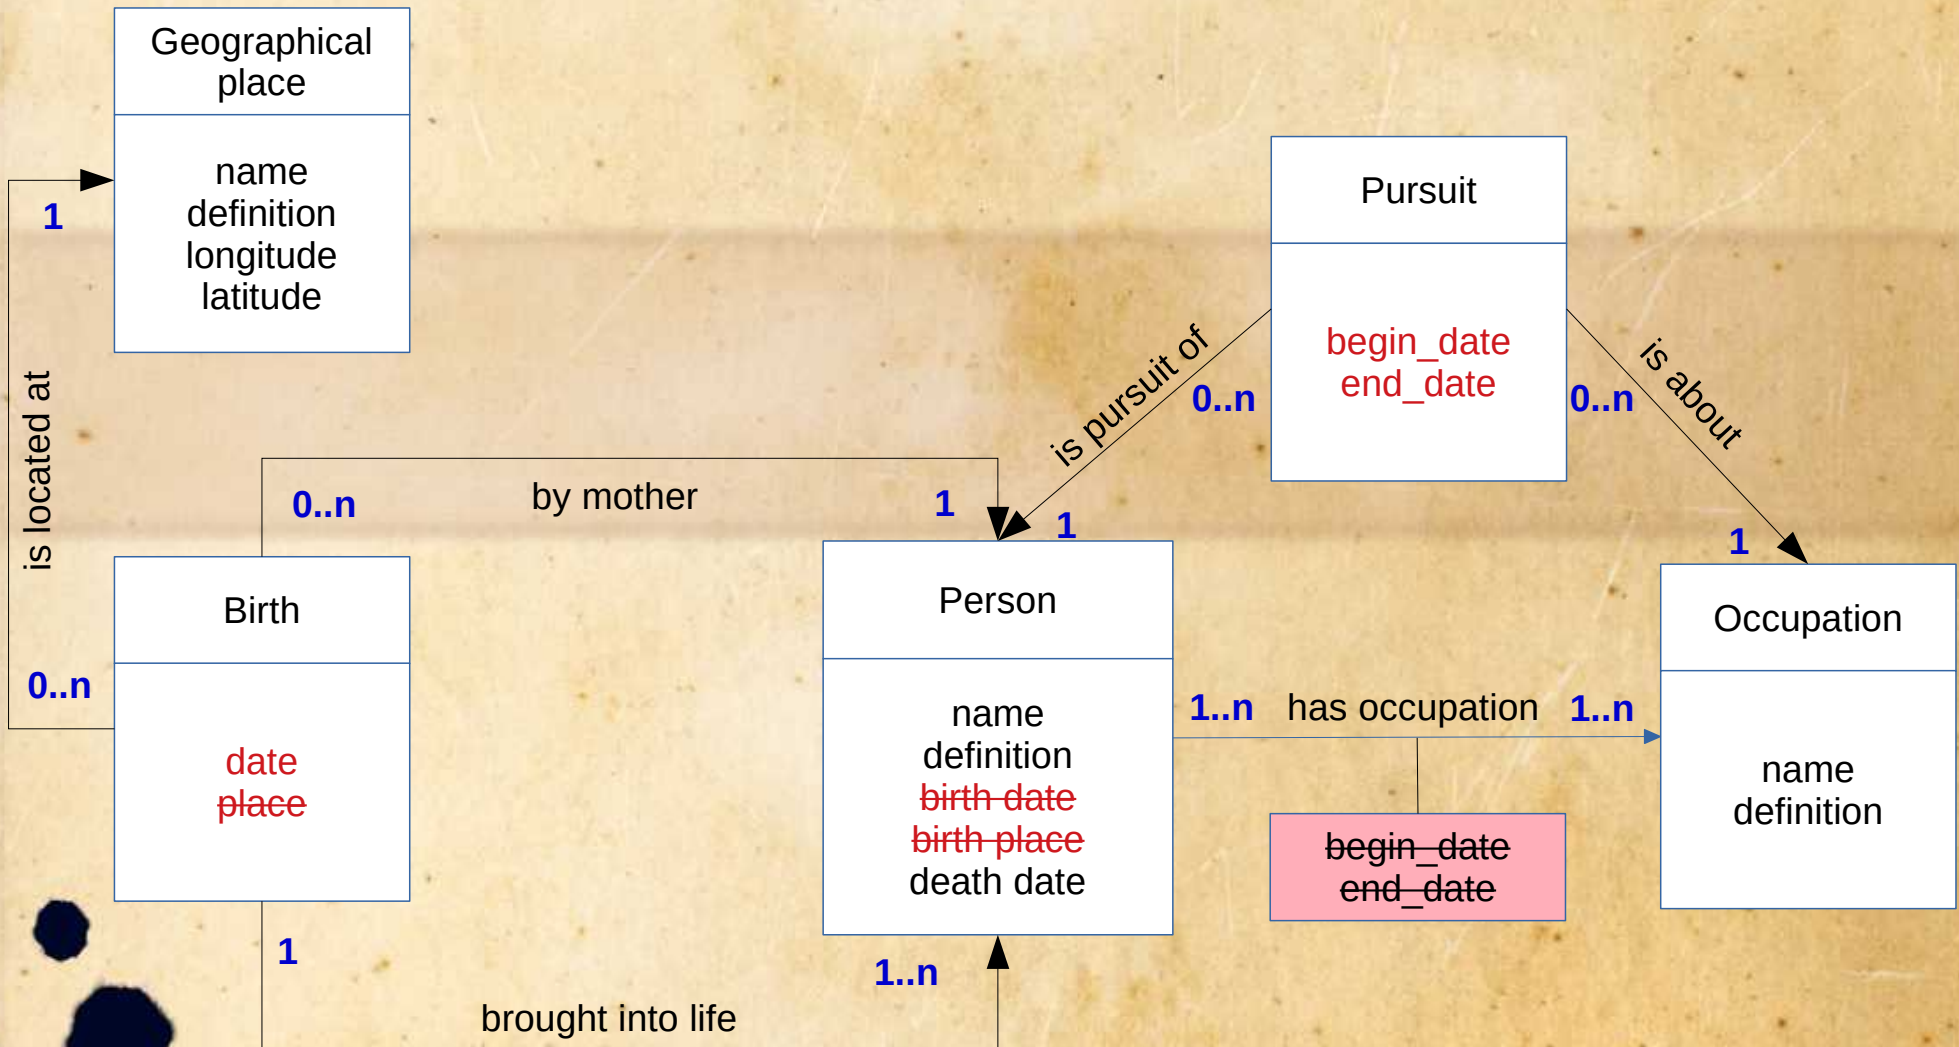 Geographical
place
name
definition
longitude
latitude
1
is located at
0..n
Pursuit
begin_date
end_date
is pursuit of
0..n
1
0..n
is about
1
0..n
by mother
1
Birth
date
place
Person
name
definition
birth date
birth place
death date
1..n
has occupation
1..n
begin_date
end_date
Occupation
name
definition
1
brought into life
1..n